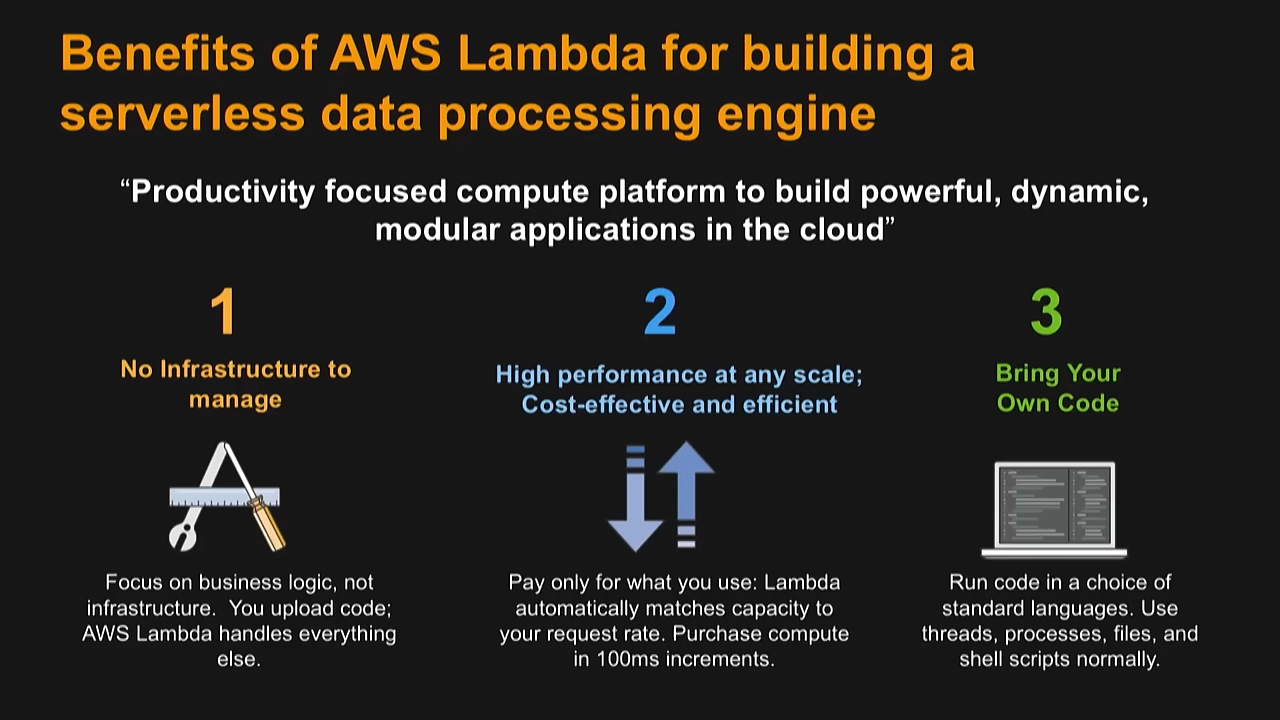 Benefits of AWS Lambda for building a
serverless data processing engine
“Productivity focused compute platform to build powerful, dynamic,
modular applications in the cloud”
1
No Infrastructure to
manage
Focus on business logic, not
infrastructure.  You upload code;
AWS Lambda handles everything
else.
2
High performance at any scale;
Cost-effective and efficient
Pay only for what you use: Lambda
automatically matches capacity to
your request rate. Purchase compute
in 100ms increments.
3
Bring Your
Own Code
Run code in a choice of
standard languages. Use
threads, processes, files, and
shell scripts normally.